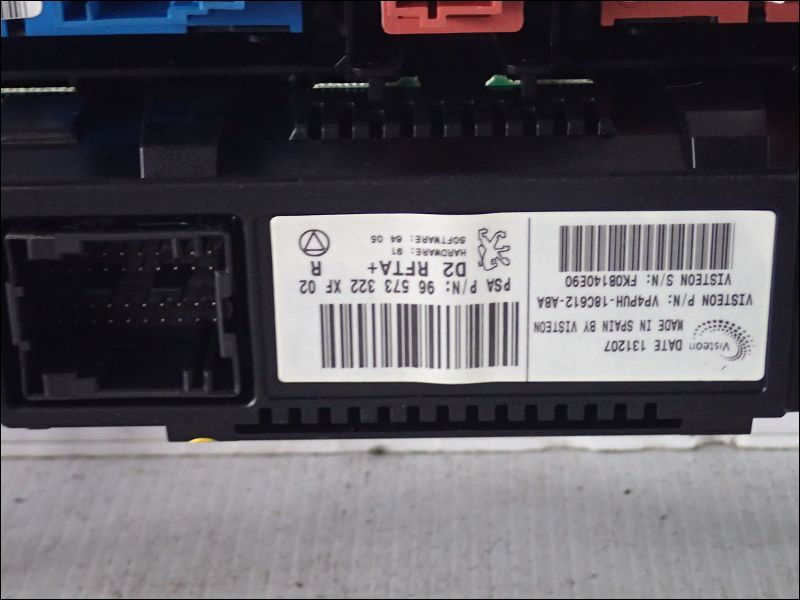 Visteon
DATE 131207
MADE IN SPAIN BY VISTEON
VISTEON P/N: VP4PUH-18C612-ABA
VISTEON S/N: FK08140E90
PSA P/N: 96 573 322 XF 02
D2 RFTA+ R
HARDWARE: 91
SOFTWARE: 64 05